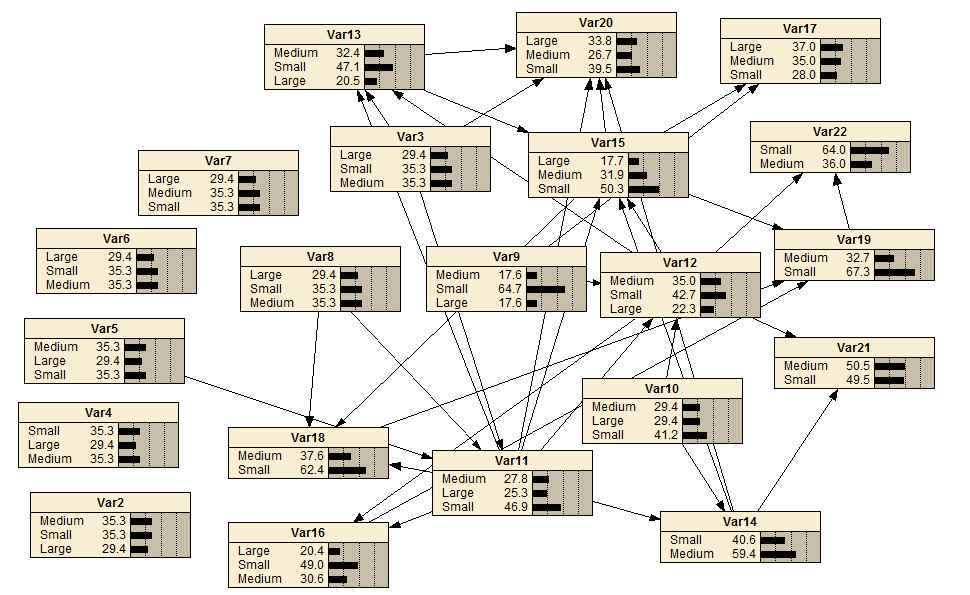 Var13
Medium 32.4
Small 47.1
Large 20.5
Var20
Large 33.8
Medium 26.7
Small 39.5
Var17
Large 37.0
Medium 35.0
Small 28.0
Var3
Large 29.4
Small 35.3
Medium 35.3
Var15
Large 17.7
Medium 31.9
Small 50.3
Var22
Small 64.0
Medium 36.0
Var7
Large 29.4
Medium 35.3
Small 35.3
Var6
Large 29.4
Small 35.3
Medium 35.3
Var8
Large 29.4
Small 35.3
Medium 35.3
Var9
Medium 17.6
Small 64.7
Large 17.6
Var12
Medium 35.0
Small 42.7
Large 22.3
Var19
Medium 32.7
Small 67.3
Var5
Medium 35.3
Large 29.4
Small 35.3
Var21
Medium 50.5
Small 49.5
Var4
Small 35.3
Large 29.4
Medium 35.3
Var18
Medium 37.6
Small 62.4
Var10
Medium 29.4
Large 29.4
Small 41.2
Var11
Medium 27.8
Large 25.3
Small 46.9
Var2
Medium 35.3
Small 35.3
Large 29.4
Var16
Large 20.4
Small 49.0
Medium 30.6
Var14
Small 40.6
Medium 59.4